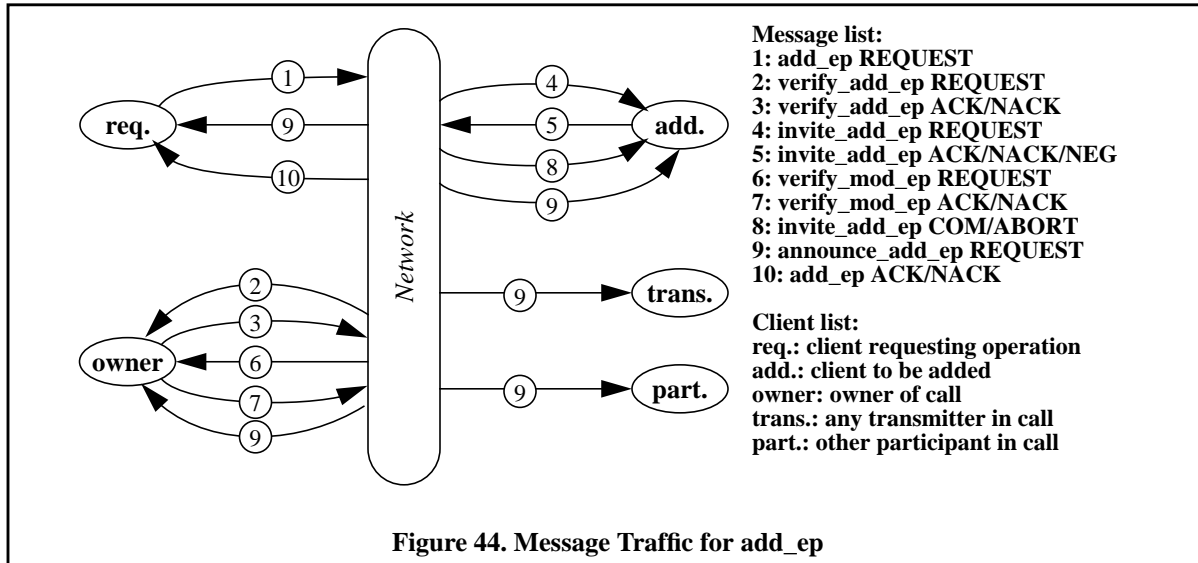 1
9
10
req.
4
5
8
9
add.
Network
2
3
6
7
9
owner
9
trans.
9
part.
Message list:
1: add_ep REQUEST
2: verify_add_ep REQUEST
3: verify_add_ep ACK/NACK
4: invite_add_ep REQUEST
5: invite_add_ep ACK/NACK/NEG
6: verify_mod_ep REQUEST
7: verify_mod_ep ACK/NACK
8: invite_add_ep COM/ABORT
9: announce_add_ep REQUEST
10: add_ep ACK/NACK
Client list:
req.: client requesting operation
add.: client to be added
owner: owner of call
trans.: any transmitter in call
part.: other participant in call
Figure 44. Message Traffic for add_ep